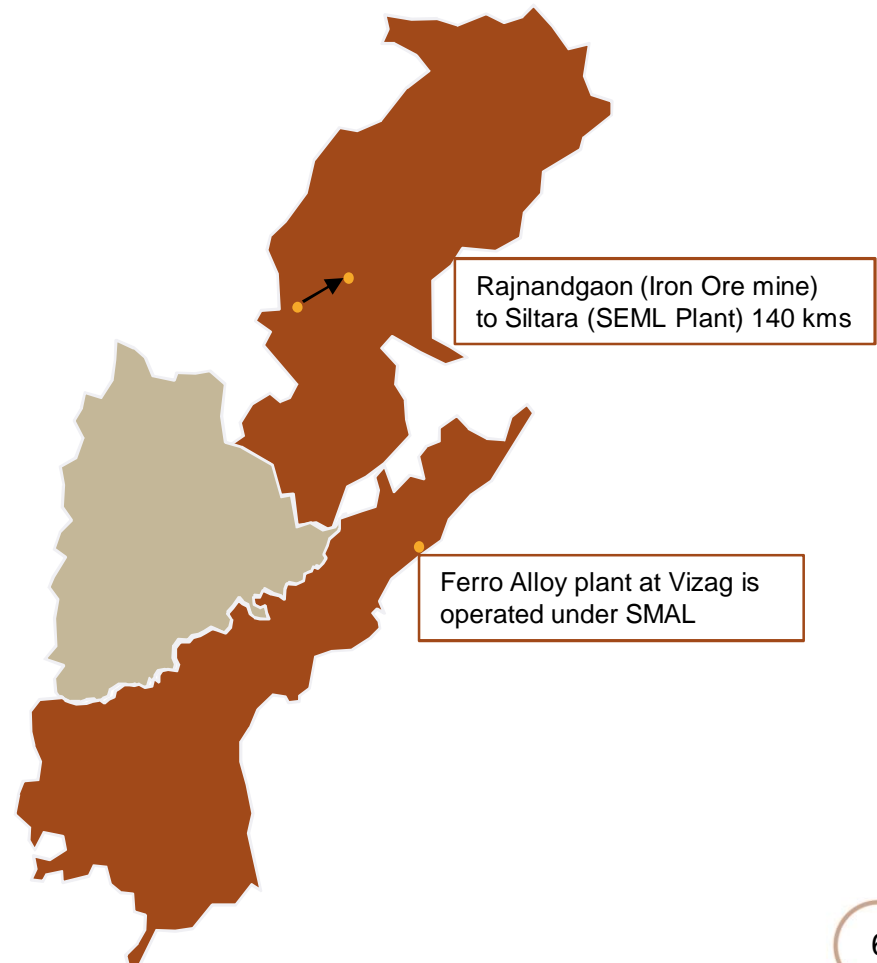 Rajnandgaon (Iron Ore mine)
to Siltara (SEML Plant) 140 kms
Ferro Alloy plant at Vizag is
operated under SMAL
6